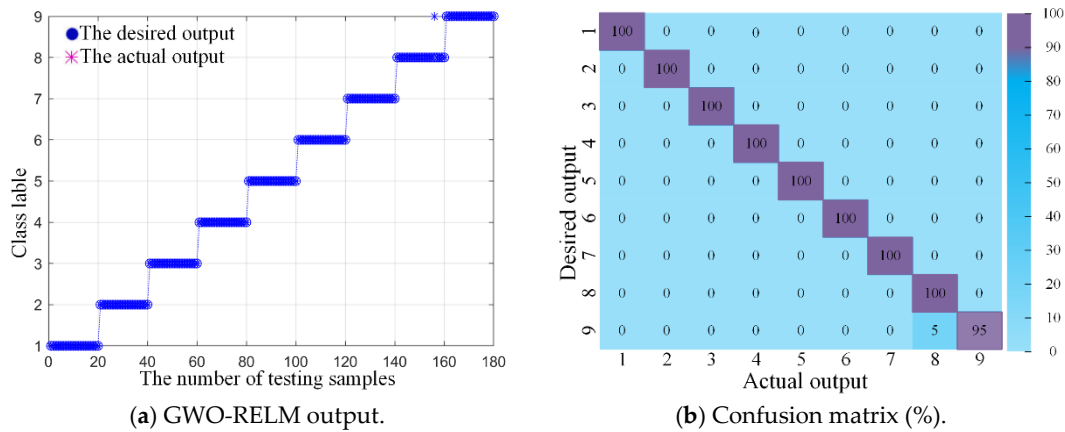 9
8
7
6
5
4
3
2
1
Class lable
The desired output
The actual output
0 20 40 60 80 100 120 140 160 180
The number of testing samples
(a) GWO-RELM output.
Desired output
1 100 0 0 0 0 0 0 0 0
2 0 100 0 0 0 0 0 0 0
3 0 0 100 0 0 0 0 0 0
4 0 0 0 100 0 0 0 0 0
5 0 0 0 0 100 0 0 0 0
6 0 0 0 0 0 100 0 0 0
7 0 0 0 0 0 0 100 0 0
8 0 0 0 0 0 0 0 100 0
9 0 0 0 0 0 0 0 5 95
1 2 3 4 5 6 7 8 9
Actual output
100
90
80
70
60
50
40
30
20
10
0
(b) Confusion matrix (%).